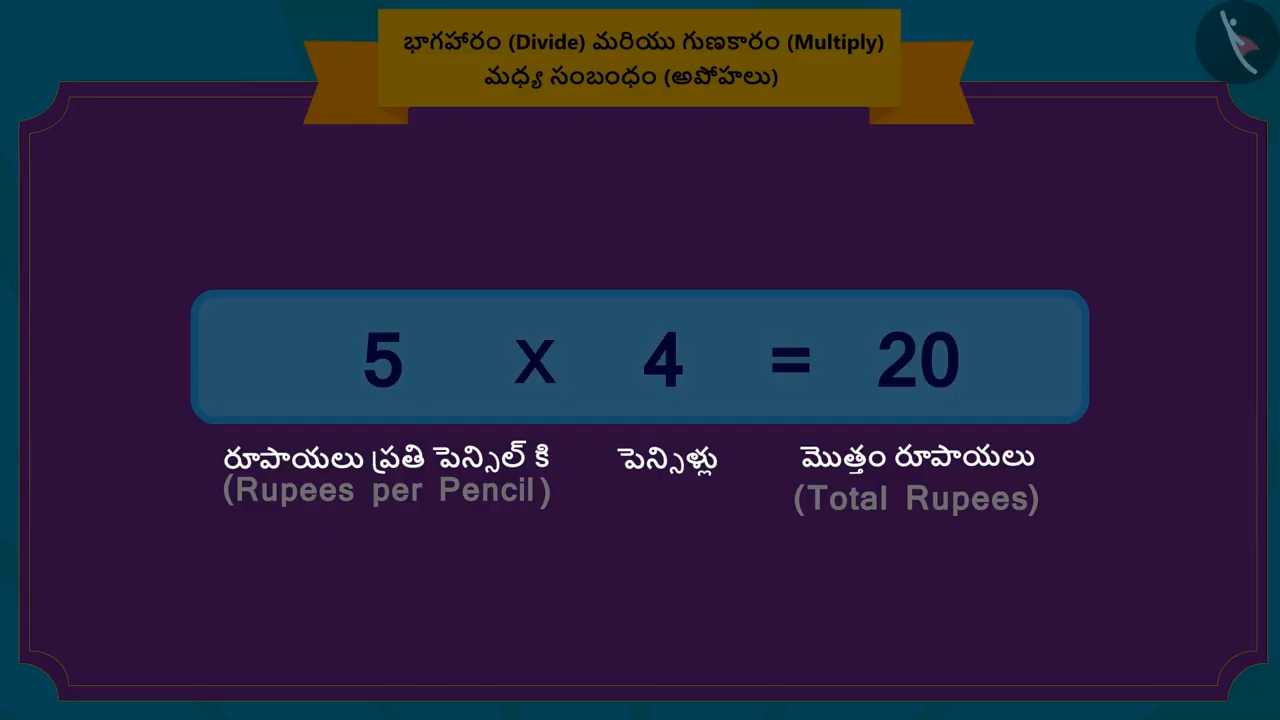 భాగహారం (Divide) మరియు గుణకారం (Multiply)
మధ్య సంబంధం (అపోహలు)
5 x 4 = 20
రూపాయలు ప్రతి పెన్సిల్ కి పెన్సిళ్లు మొత్తం రూపాయలు
(Rupees per Pencil) (Total Rupees)